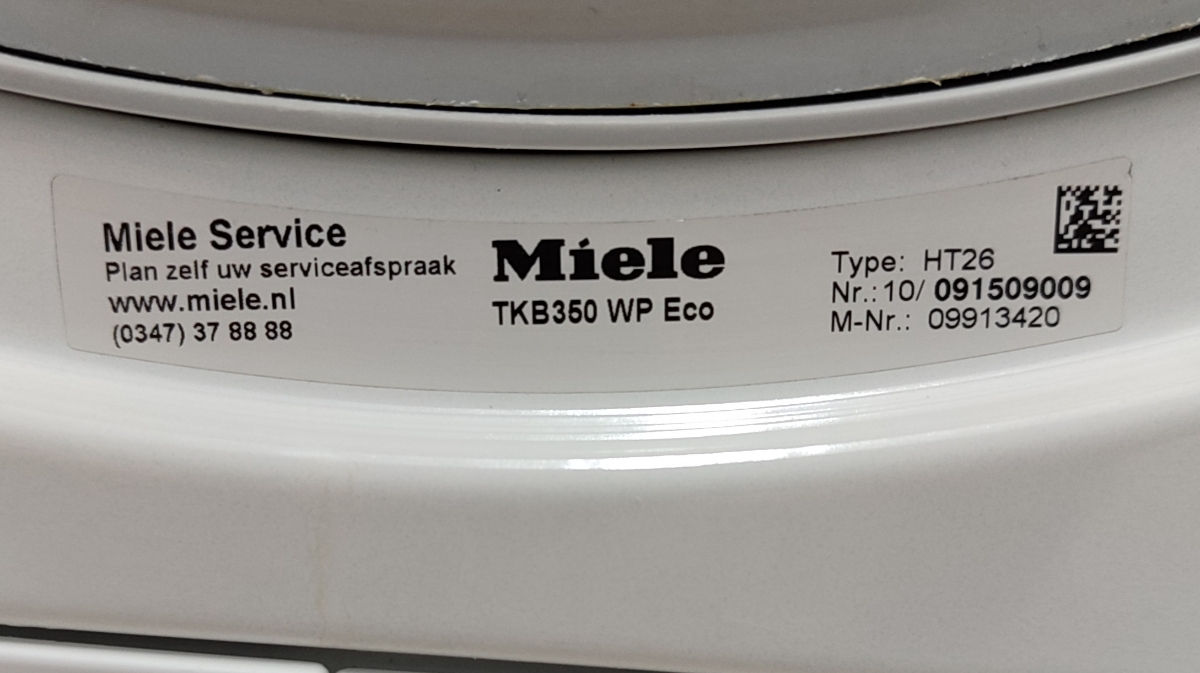 Miele Service
Plan zelf uw serviceafspraak
www.miele.nl
(0347) 37 88 88
Miele
TKB350 WP Eco
Type: HT26
Nr.: 10/ 091509009
M-Nr.: 09913420